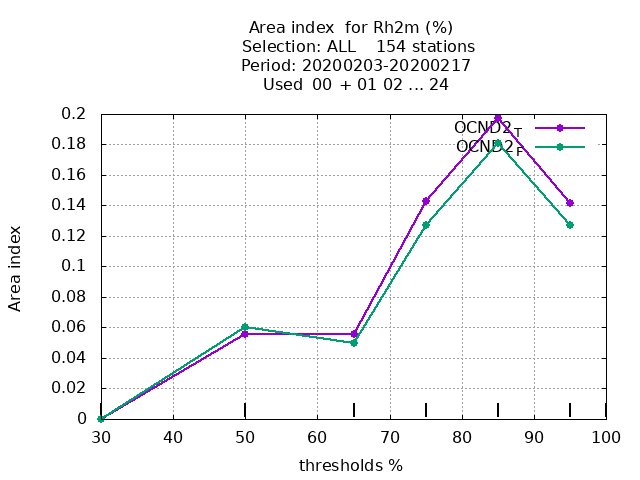 Area index for Rh2m (%)
Selection: ALL 154 stations
Period: 20200203-20200217
Used 00 + 01 02 ... 24
OCND2_T
OCND2_F
0.2
0.18
0.16
0.14
0.12
0.1
0.08
0.06
0.04
0.02
0
Area index
30 40 50 60 70 80 90 100
thresholds %